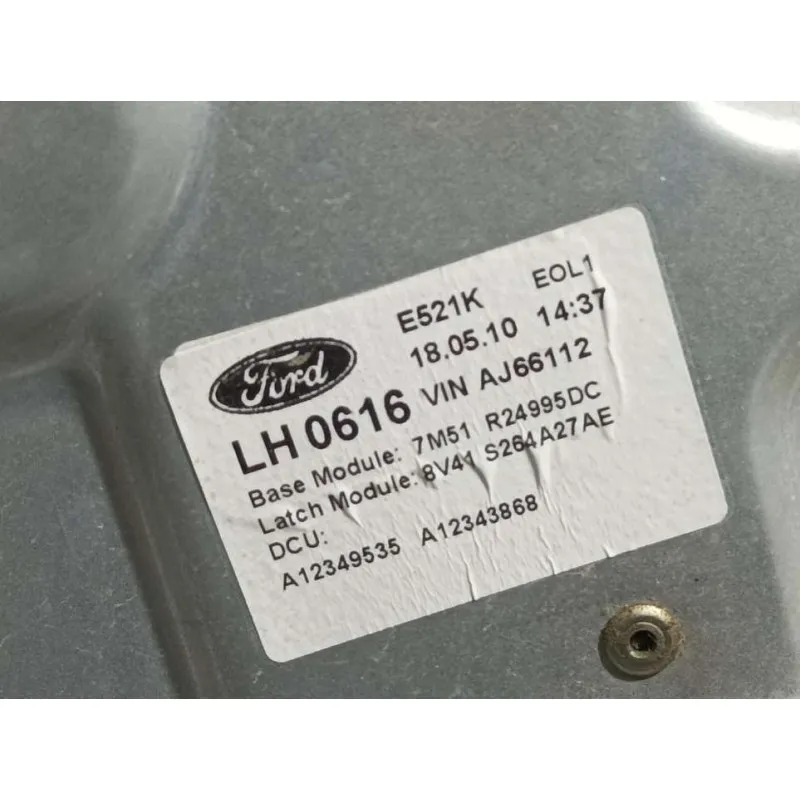 E521K EOL1
Ford 18.05.10 14:37
LH 0616 VIN AJ66112
Base Module: 7M51 R24995DC
Latch Module: 8V41 S264A27AE
DCU:
A12349535 A12343868